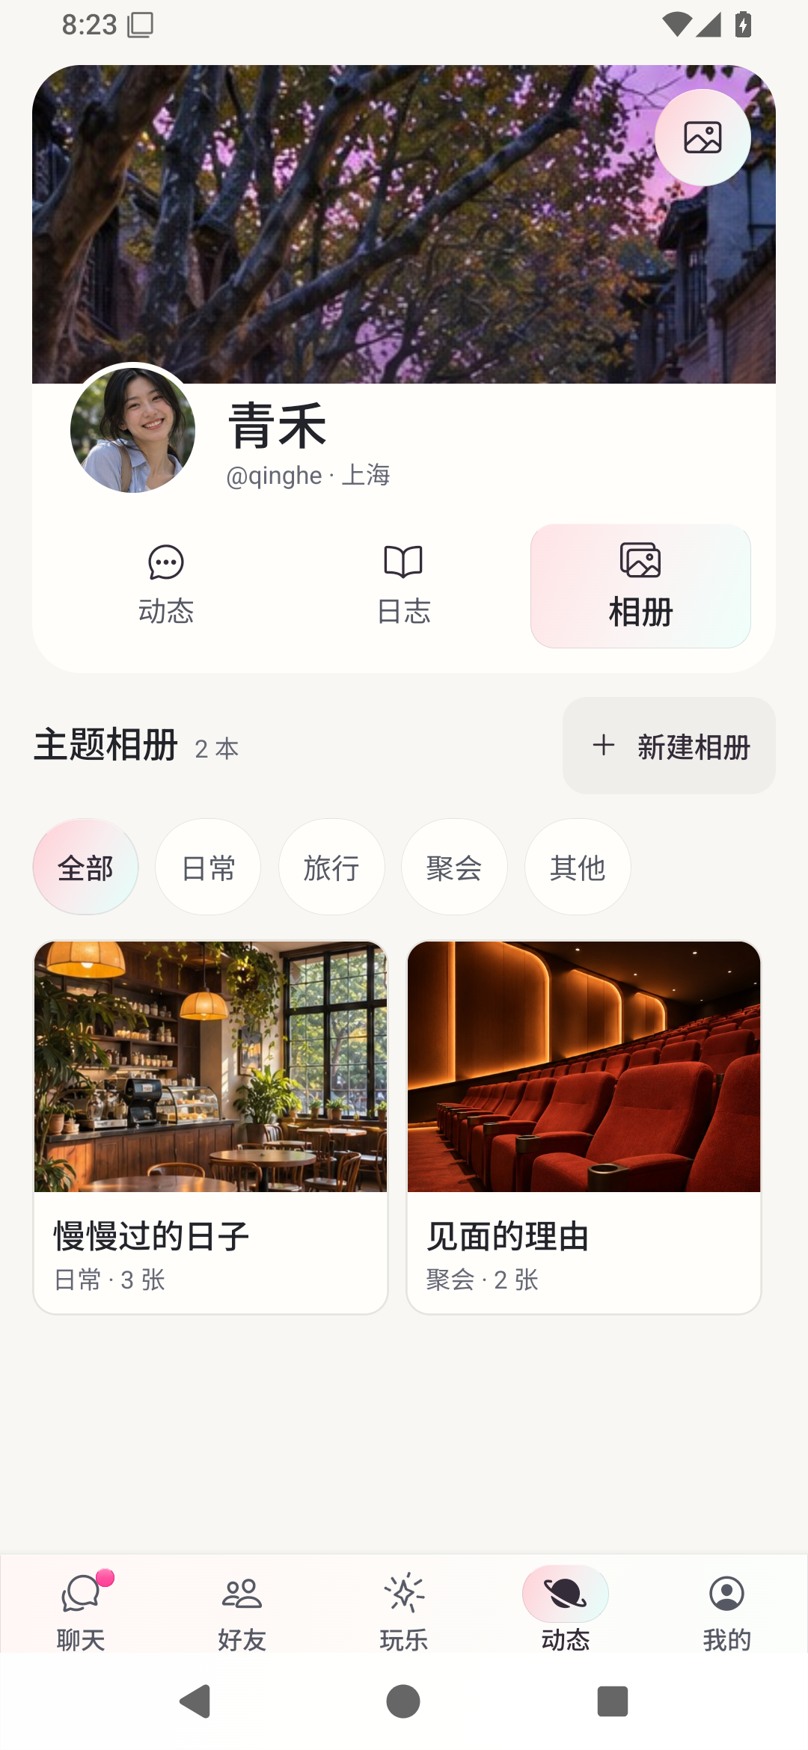 8:23
青禾
@qinghe · 上海
动态
日志
相册
主题相册 2 本
新建相册
全部
日常
旅行
聚会
其他
慢慢过的日子
日常 · 3 张
见面的理由
聚会 · 2 张
聊天
好友
玩乐
动态
我的